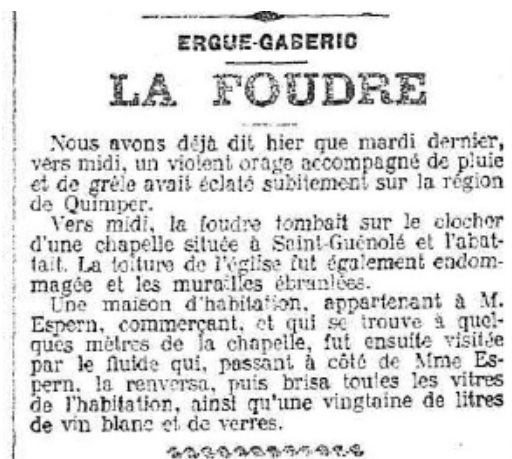 ERGUE-GABERIC
LA FOUDRE
Nous avons déjà dit hier que mardi dernier,
vers midi, un violent orage accompagné de pluie
et de grêle avait éclaté subitement sur la région
de Quimper.
Vers midi, la foudre tombait sur le clocher
d'une chapelle située à Saint-Guénolé et l'abat-
tait. La toiture de l'église fut également endom-
magée et les murailles ébranlées.
Une maison d'habitation, appartenant à M.
Espern, commerçant, et qui se trouve à quel-
ques mètres de la chapelle, fut ensuite visitée
par le fluide qui, passant à côté de Mme Es-
pern, la renversa, puis brisa toutes les vitres
de l'habitation, ainsi qu'une vingtaine de litres
de vin blanc et de verres.